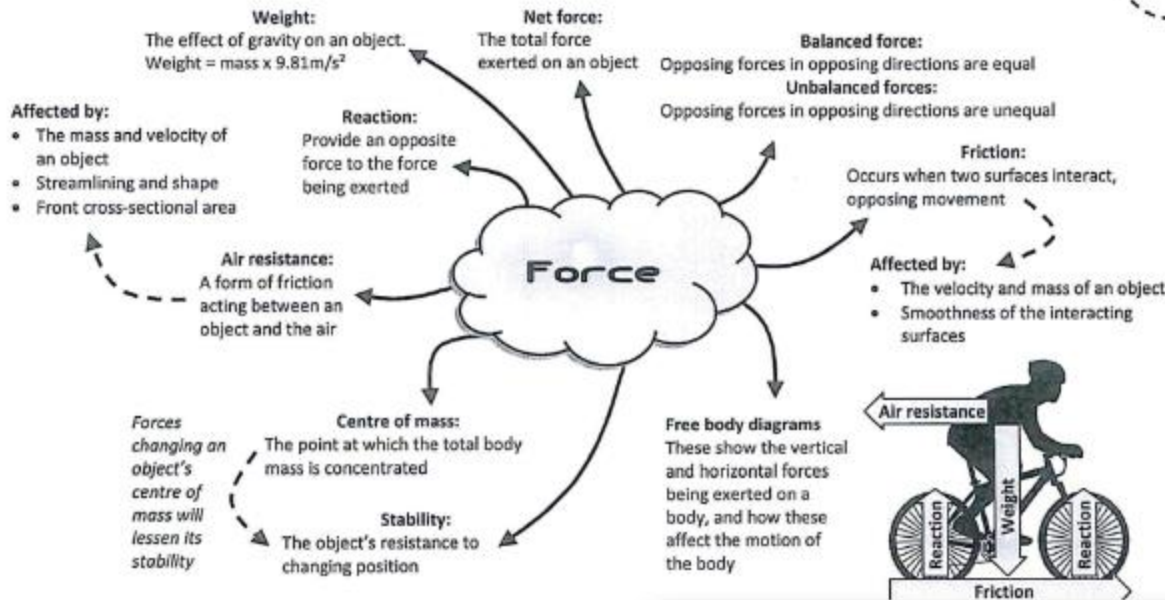 Weight:
The effect of gravity on an object.
Weight = mass x 9.81m/s²
Net force:
The total force
exerted on an object
Balanced force:
Opposing forces in opposing directions are equal
Unbalanced forces:
Opposing forces in opposing directions are unequal
Affected by:
• The mass and velocity of
an object
• Streamlining and shape
• Front cross-sectional area
Reaction:
Provide an opposite
force to the force
being exerted
Friction:
Occurs when two surfaces interact,
opposing movement
Force
Air resistance:
A form of friction
acting between an
object and the air
Affected by:
• The velocity and mass of an object
• Smoothness of the interacting
surfaces
Forces
changing an
object's
centre of
mass will
lessen its
stability
Centre of mass:
The point at which the total body
mass is concentrated
Stability:
The object's resistance to
changing position
Free body diagrams
These show the vertical
and horizontal forces
being exerted on a
body, and how these
affect the motion of
the body
Air resistance
Weight
Reaction
Reaction
Friction